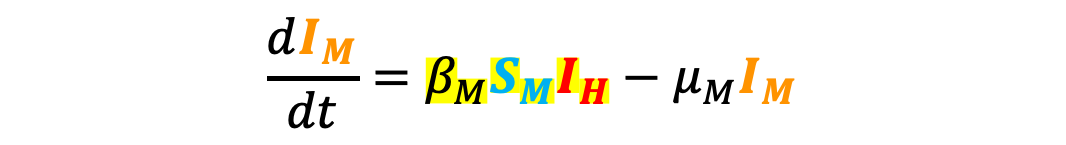 dI_M/dt = β_M S_M I_H − μ_M I_M